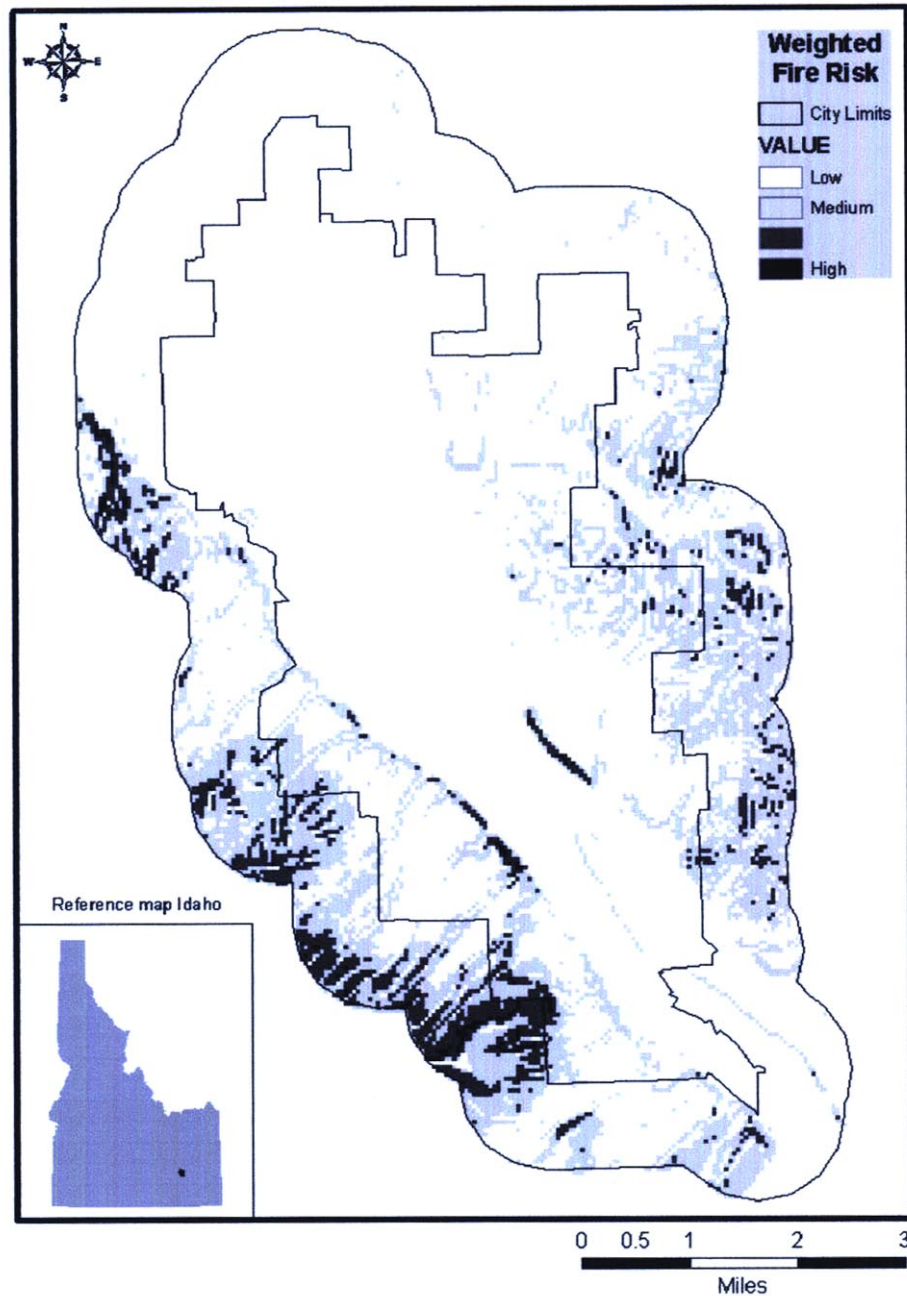 N
W E
S
Weighted
Fire Risk
City Limits
VALUE
Low
Medium
High
Reference map Idaho
0 0.5 1 2 3
Miles